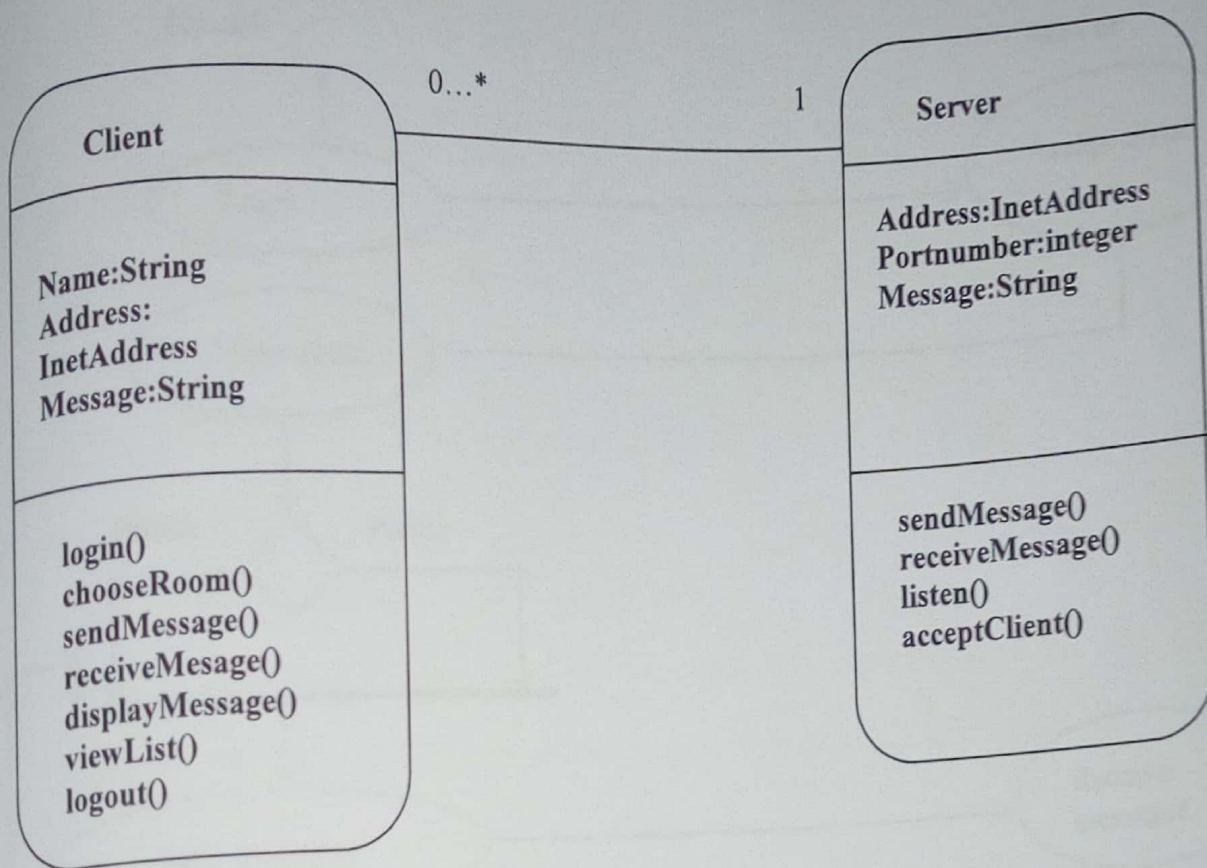 Client
0...*
1
Server
Name:String
Address:
InetAddress
Message:String
Address:InetAddress
Portnumber:integer
Message:String
login()
chooseRoom()
sendMessage()
receiveMesage()
displayMessage()
viewList()
logout()
sendMessage()
receiveMessage()
listen()
acceptClient()